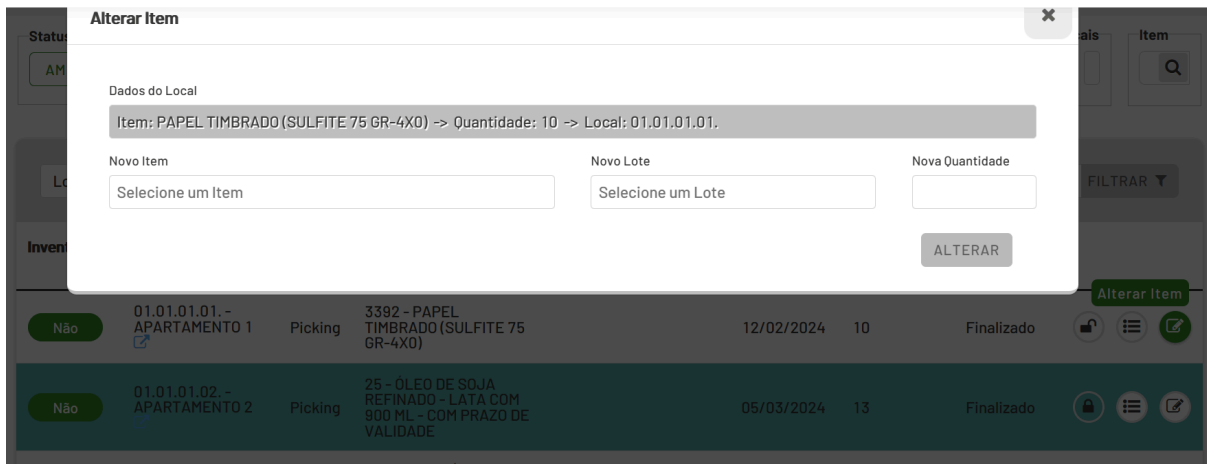 Alterar Item
ais
Item
Status
AM
Dados do Local
Item: PAPEL TIMBRADO (SULFITE 75 GR-4X0) -> Quantidade: 10 -> Local: 01.01.01.01.
Novo Item
Novo Lote
Nova Quantidade
Lo
Selecione um Item
Selecione um Lote
FILTRAR
Invent
ALTERAR
Alterar Item
Não
01.01.01.01. -
APARTAMENTO 1
Picking
3392 - PAPEL
TIMBRADO (SULFITE 75
GR-4X0)
12/02/2024
10
Finalizado
Não
01.01.01.02. -
APARTAMENTO 2
Picking
25 - ÓLEO DE SOJA
REFINADO - LATA COM
900 ML - COM PRAZO DE
VALIDADE
05/03/2024
13
Finalizado